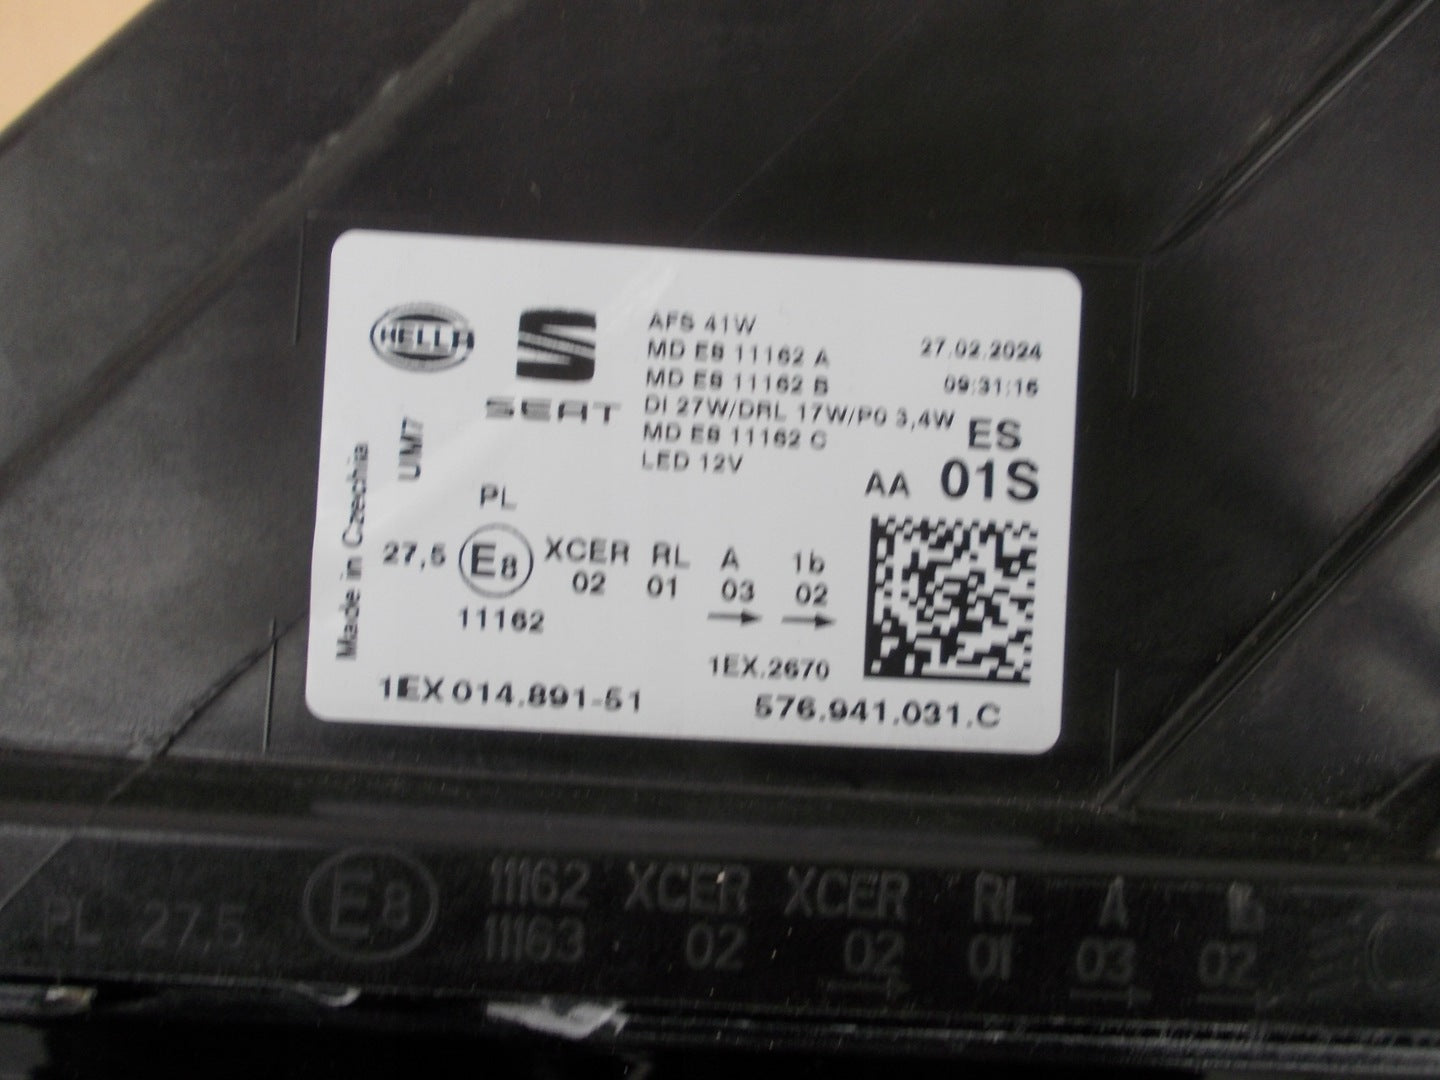 HELLA
SEAT
UM7
Made in Czechia
AFS 41W
MD E8 11162 A
MD E8 11162 B
DI 27W/DRL 17W/PO 3,4W
MD E8 11162 C
LED 12V
27.02.2024
09:31:16
ES
AA 01S
PL
27,5 E8 XCER RL A 1b
02 01 03 02
11162
1EX.2670
1EX 014.891-51
576.941.031.C
PL 27.5 E8 11162 XCER XCER RL A
11163 02 02 01 03 02